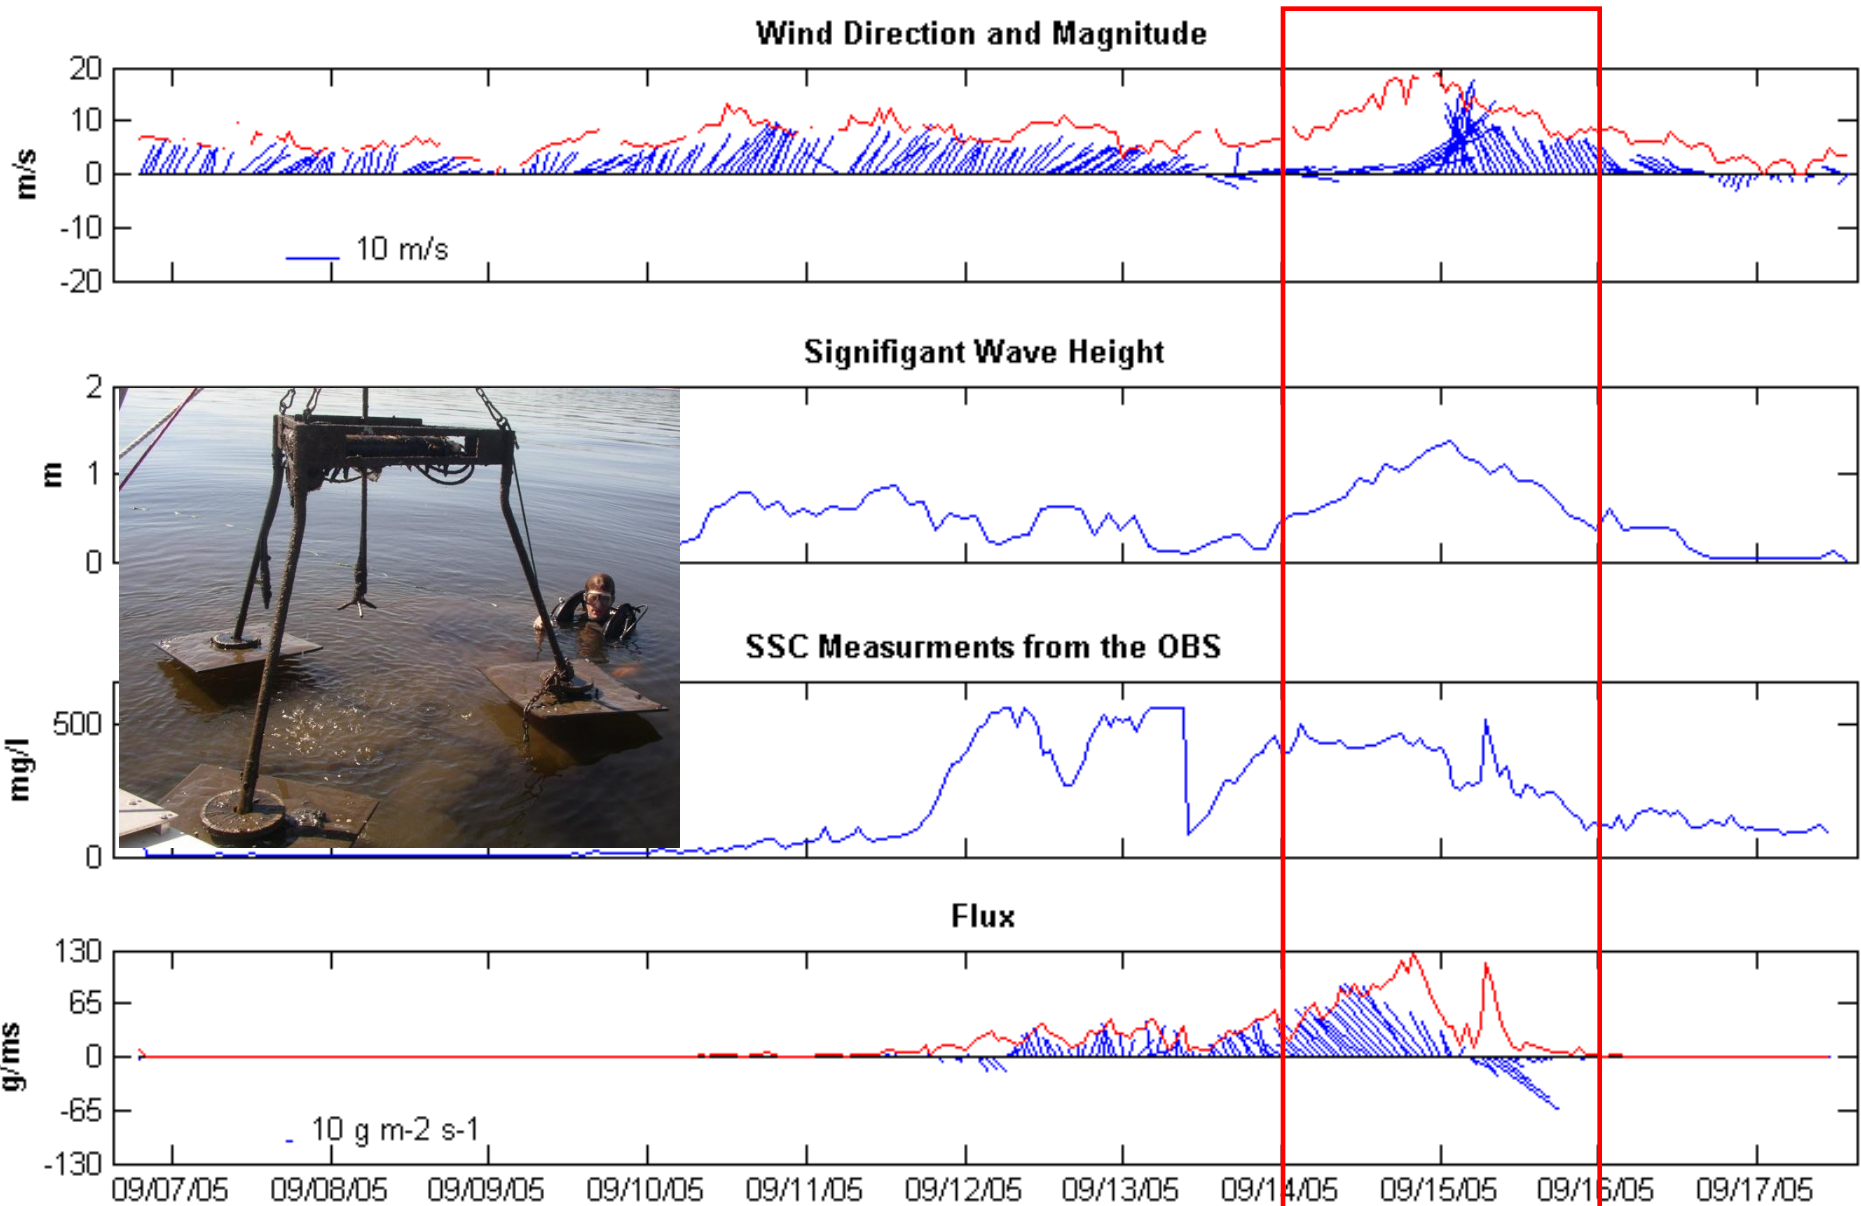 Wind Direction and Magnitude
20
10
0
-10
-20
m/s
10 m/s
Signifigant Wave Height
2
1
0
m
SSC Measurments from the OBS
500
0
mg/l
Flux
130
65
0
-65
-130
g/ms
10 g m-2 s-1
09/07/05 09/08/05 09/09/05 09/10/05 09/11/05 09/12/05 09/13/05 09/14/05 09/15/05 09/16/05 09/17/05